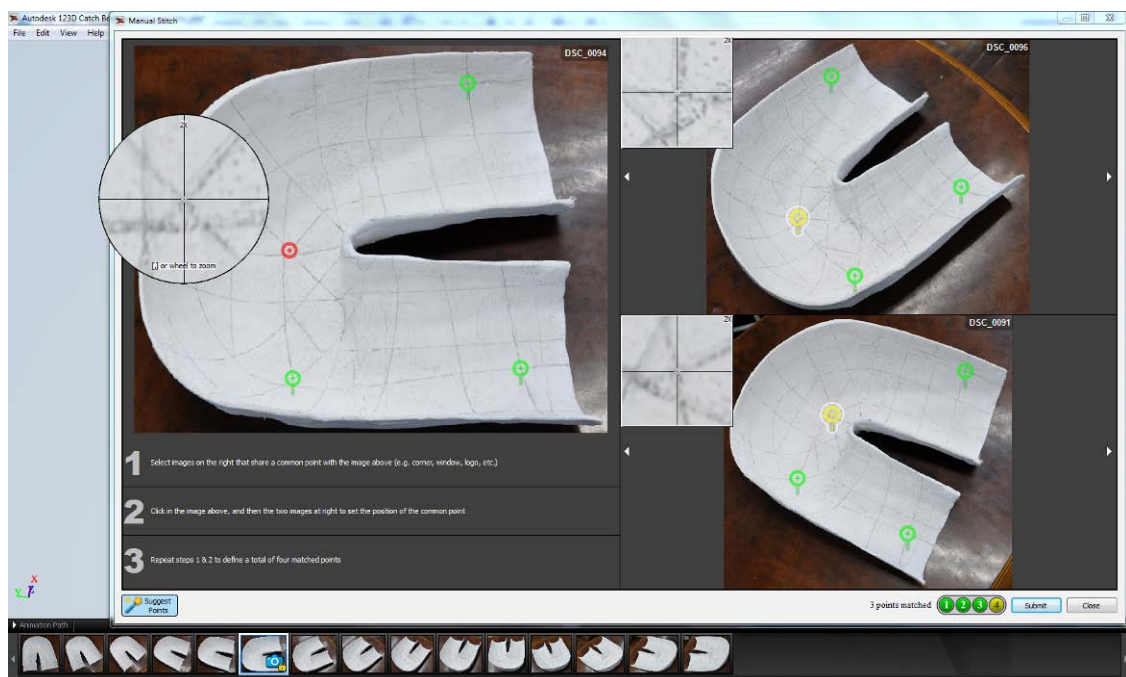 Autodesk 123D Catch Be
Manual Stitch
File Edit View Help
DSC_0094
2X
[,] or wheel to zoom
2X
DSC_0096
2X
DSC_0091
1 Select images on the right that share a common point with the image above (e.g. corner, window, logo, etc.)
2 Click in the image above, and then the two images at right to set the position of the common point
3 Repeat steps 1 & 2 to define a total of four matched points
X
Y
Suggest
Points
3 points matched 1 2 3 4 Submit Close
Animation Path